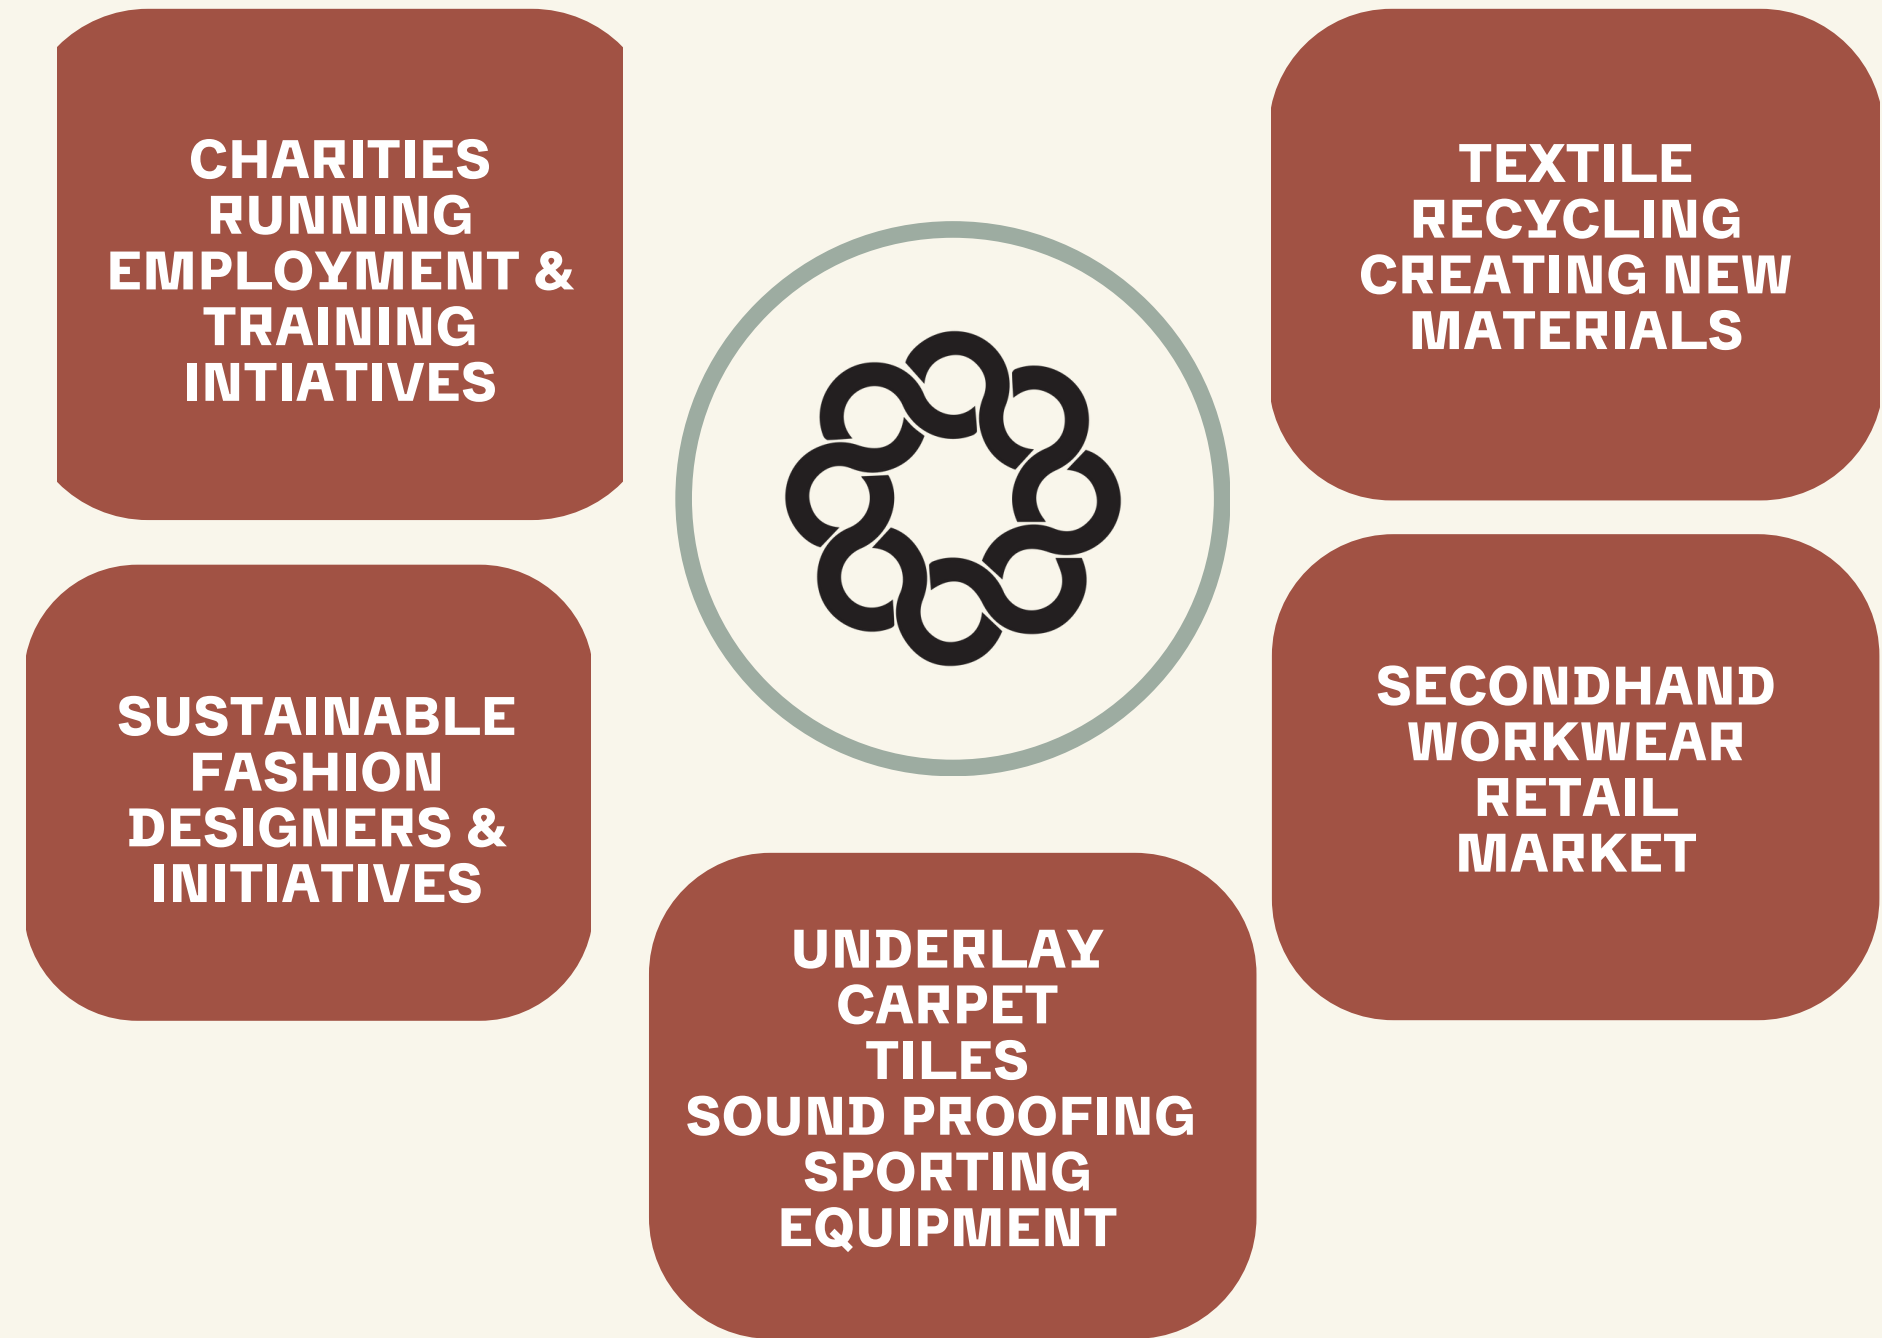 CHARITIES
RUNNING
EMPLOYMENT &
TRAINING
INTIATIVES
TEXTILE
RECYCLING
CREATING NEW
MATERIALS
SUSTAINABLE
FASHION
DESIGNERS &
INITIATIVES
SECONDHAND
WORKWEAR
RETAIL
MARKET
UNDERLAY
CARPET
TILES
SOUND PROOFING
SPORTING
EQUIPMENT